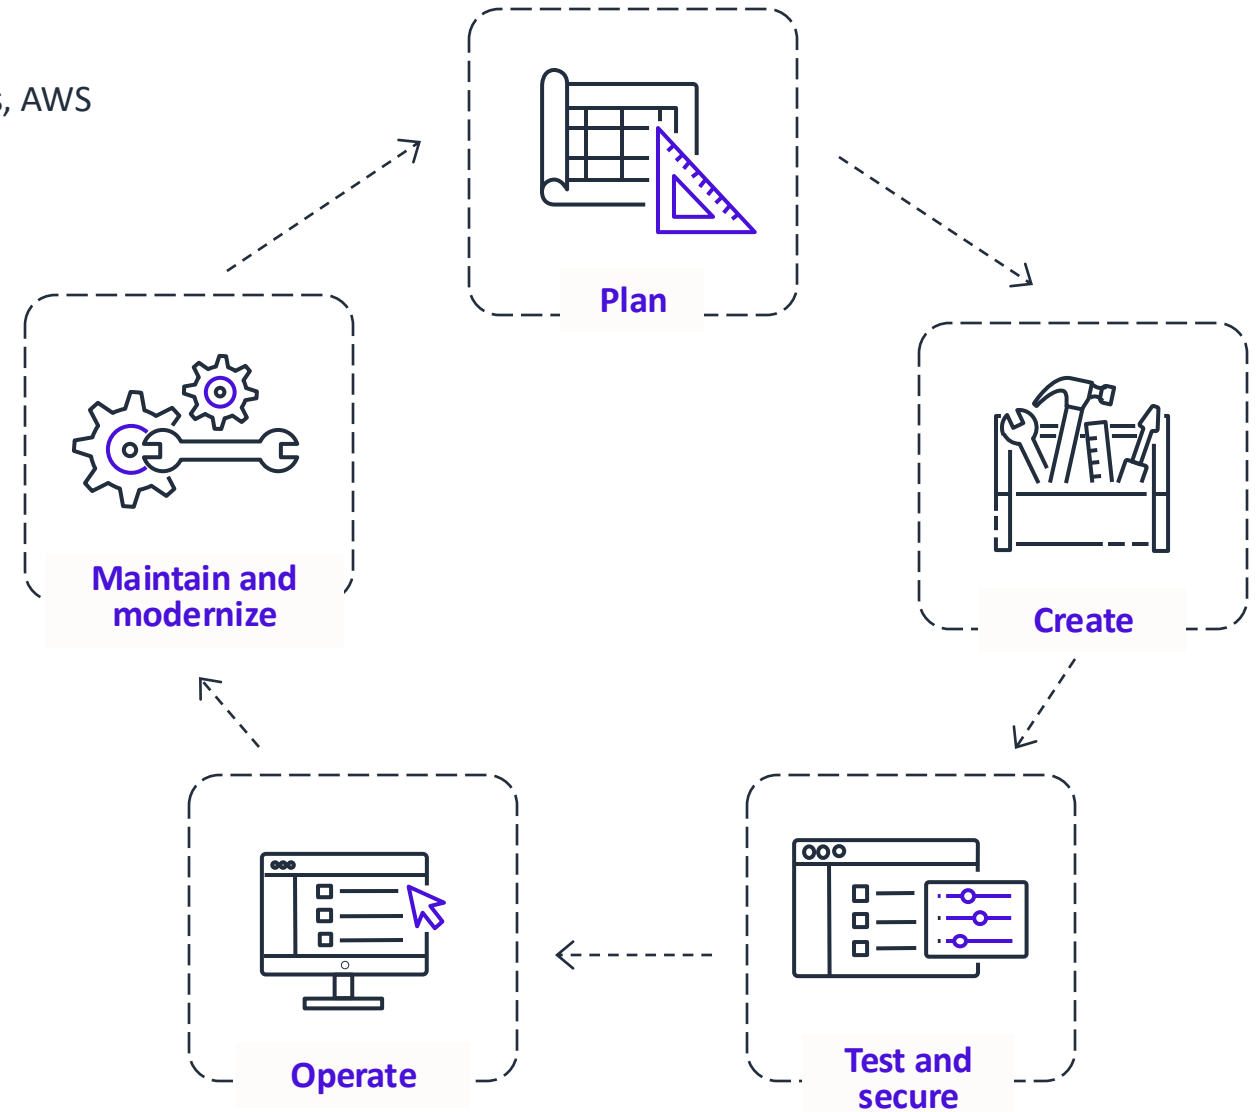 , AWS
Plan
Create
Maintain and
modernize
Operate
Test and
secure